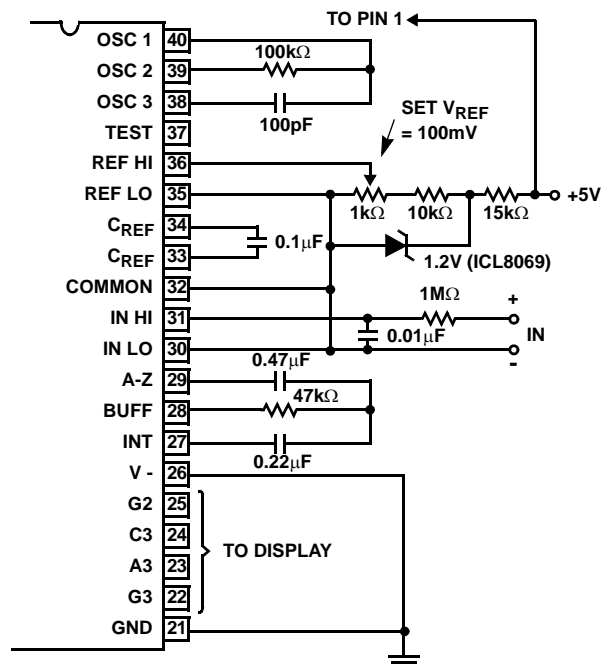 TO PIN 1
OSC 1 40
100kΩ
OSC 2 39
OSC 3 38
100pF
TEST 37
SET VREF
= 100mV
REF HI 36
REF LO 35
1kΩ 10kΩ 15kΩ
+5V
CREF 34
0.1μF
CREF 33
1.2V (ICL8069)
COMMON 32
1MΩ
+
IN HI 31
0.01μF
IN
IN LO 30
-
0.47μF
A-Z 29
47kΩ
BUFF 28
INT 27
0.22μF
V - 26
G2 25
C3 24
TO DISPLAY
A3 23
G3 22
GND 21